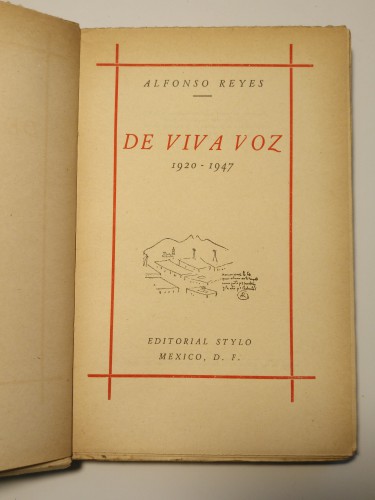 ALFONSO REYES
DE VIVA VOZ
1920 - 1947
EDITORIAL STYLO
MEXICO, D. F.